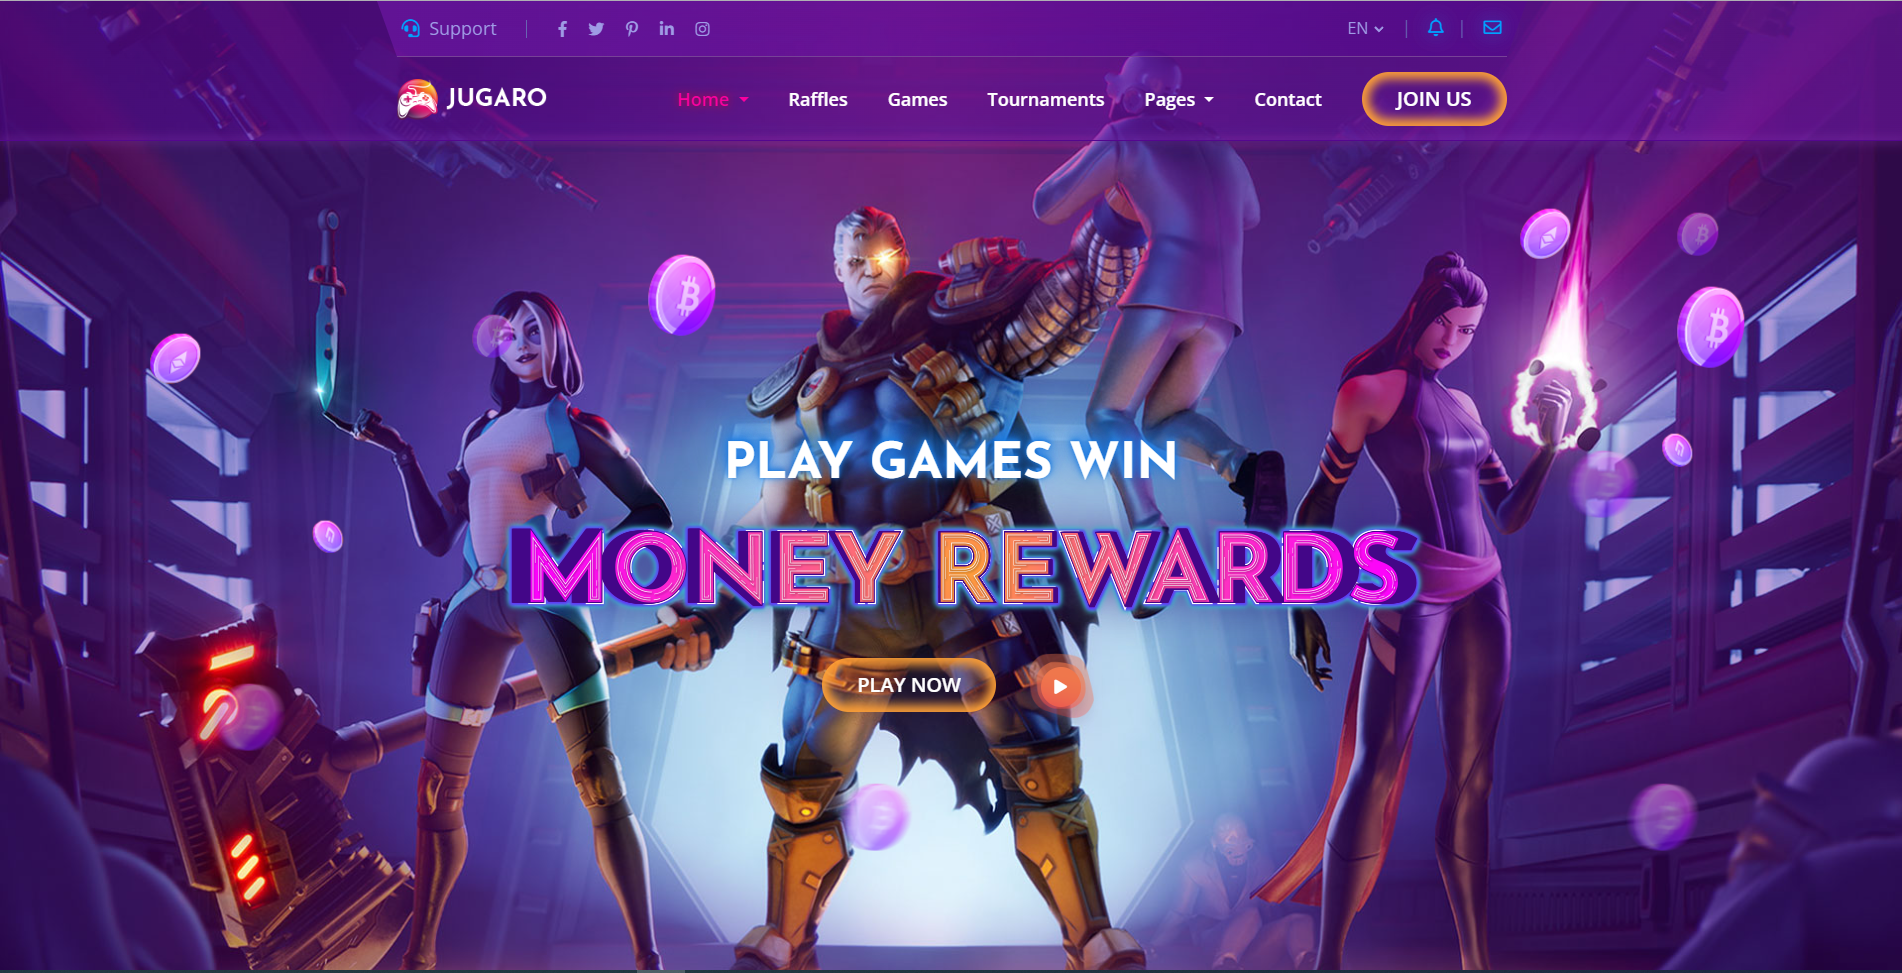 Support
EN
JUGARO
Home
Raffles
Games
Tournaments
Pages
Contact
JOIN US
PLAY GAMES WIN
MONEY REWARDS
PLAY NOW